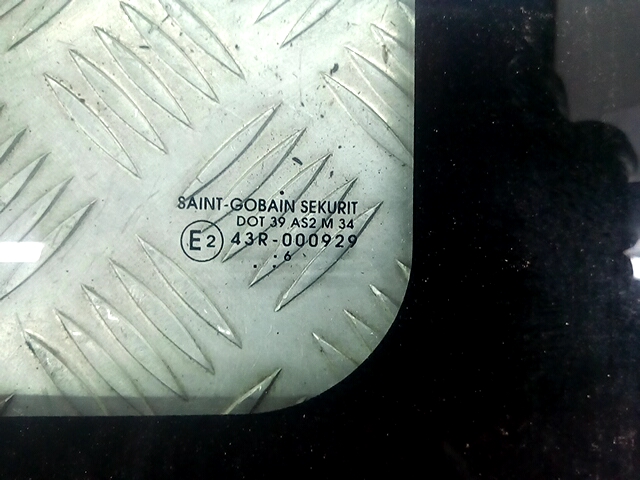 SAINT-GOBAIN SEKURIT
DOT 39 AS2 M 34
E2 43R-000929
. . 6